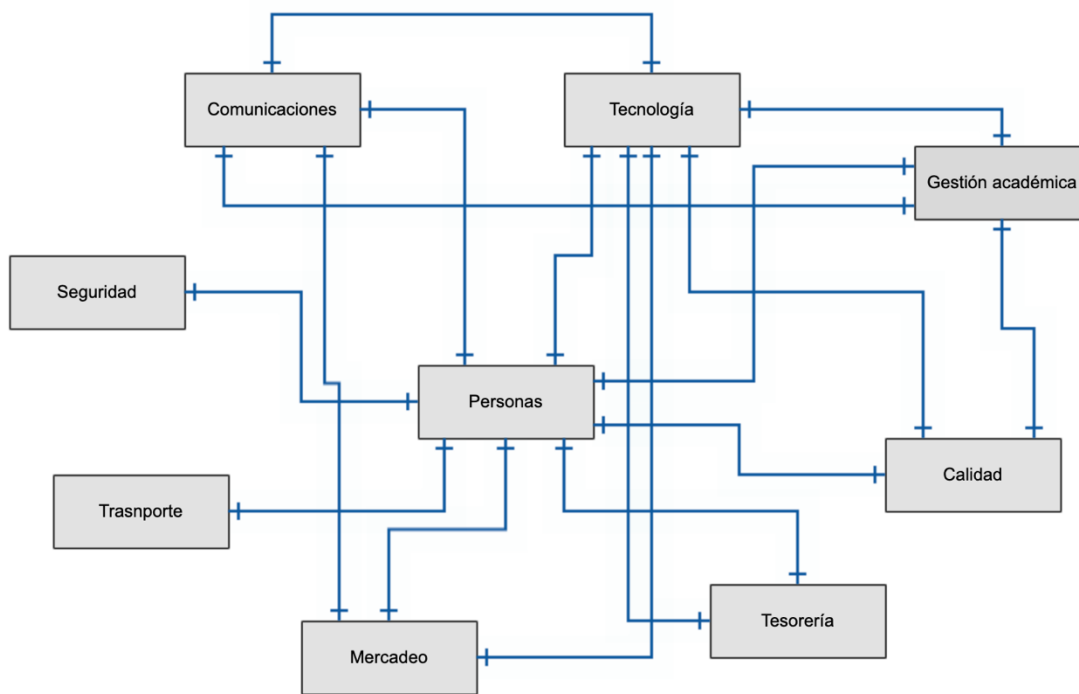 Comunicaciones
Tecnología
Gestión académica
Seguridad
Personas
Calidad
Trasnporte
Tesorería
Mercadeo